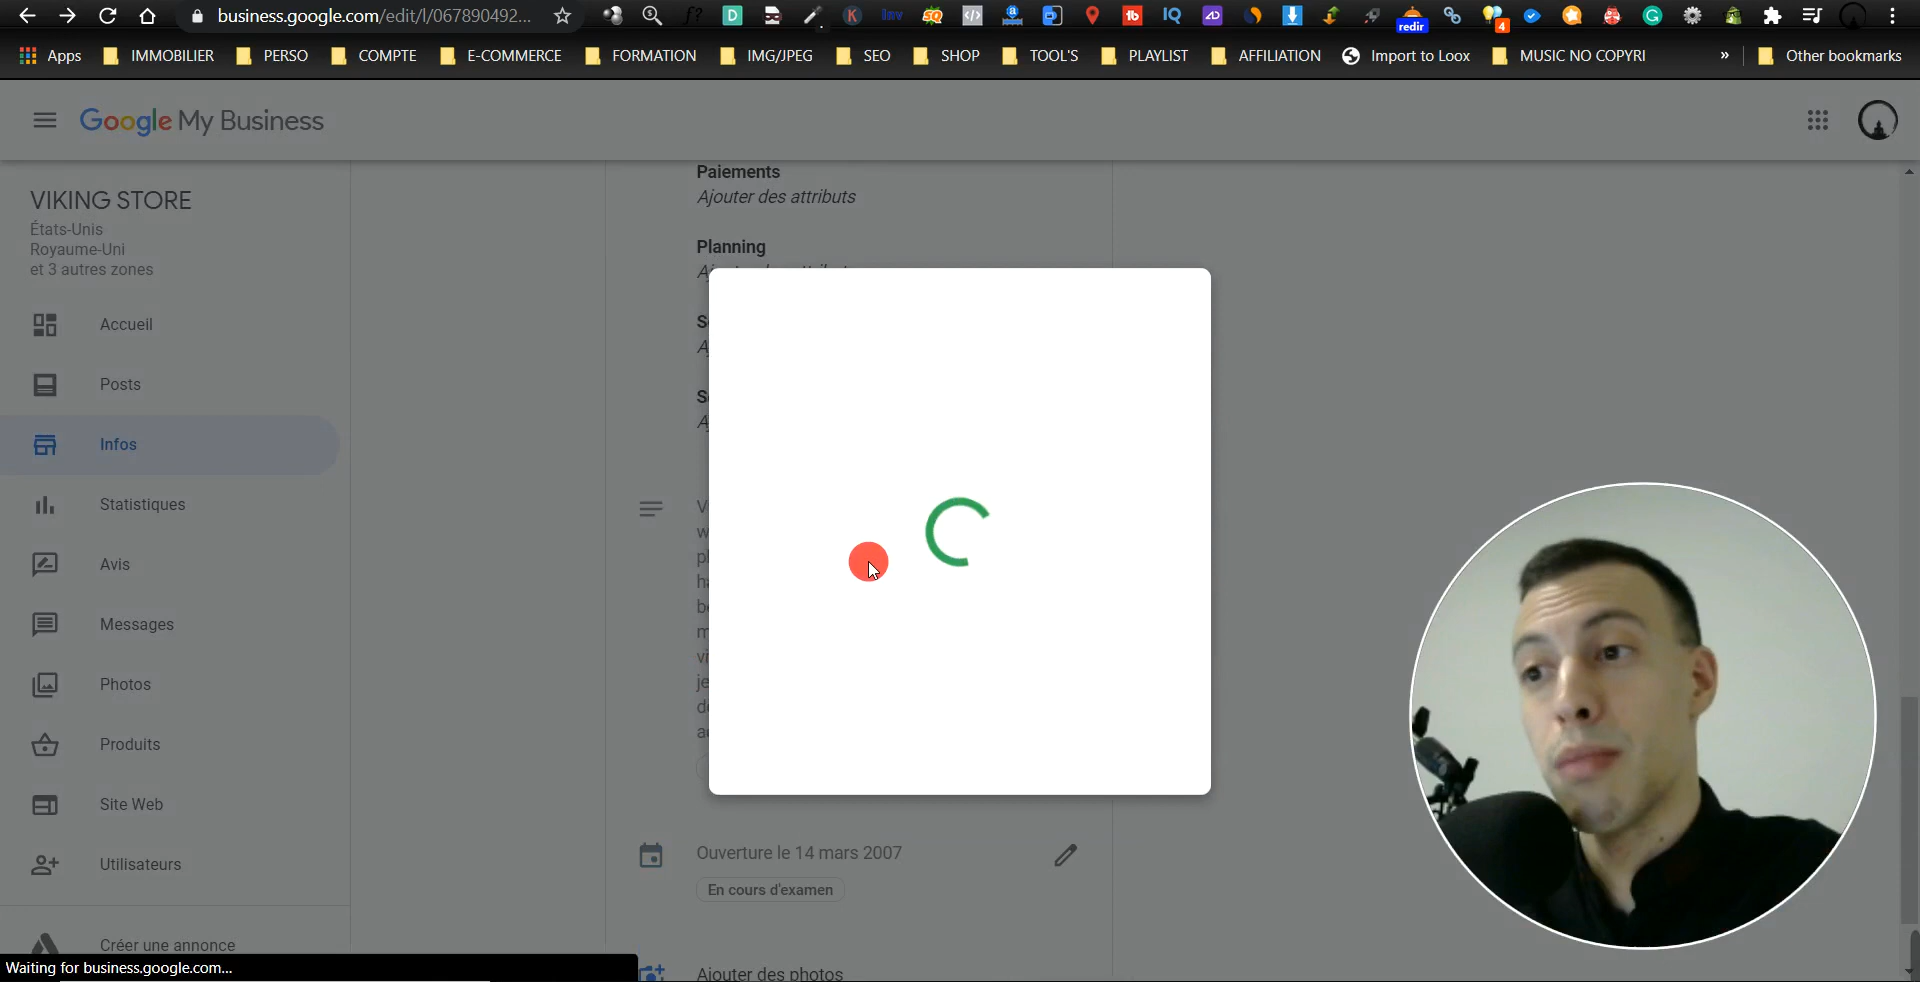 business.google.com/edit/l/067890492...
redir
4
Apps
IMMOBILIER
PERSO
COMPTE
E-COMMERCE
FORMATION
IMG/JPEG
SEO
SHOP
TOOL'S
PLAYLIST
AFFILIATION
Import to Loox
MUSIC NO COPYRI
»
Other bookmarks
Google My Business
VIKING STORE
États-Unis
Royaume-Uni
et 3 autres zones
Accueil
Posts
Infos
Statistiques
Avis
Messages
Photos
Produits
Site Web
Utilisateurs
Créer une annonce
Paiements
Ajouter des attributs
Planning
Ouverture le 14 mars 2007
En cours d'examen
Ajouter des photos
Waiting for business.google.com...